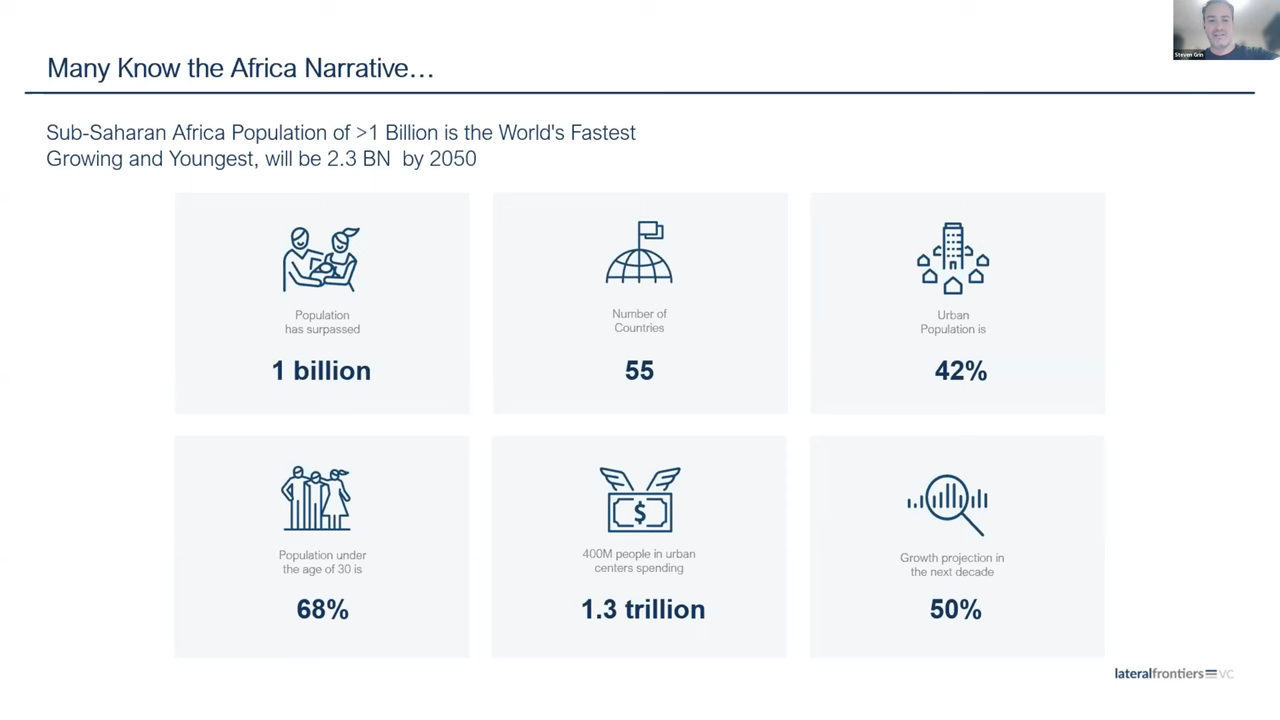 Steven Grin
Many Know the Africa Narrative…
Sub-Saharan Africa Population of >1 Billion is the World's Fastest
Growing and Youngest, will be 2.3 BN by 2050
Population
has surpassed
1 billion
Number of
Countries
55
Urban
Population is
42%
Population under
the age of 30 is
68%
400M people in urban
centers spending
1.3 trillion
Growth projection in
the next decade
50%
$
lateralfrontiers VC